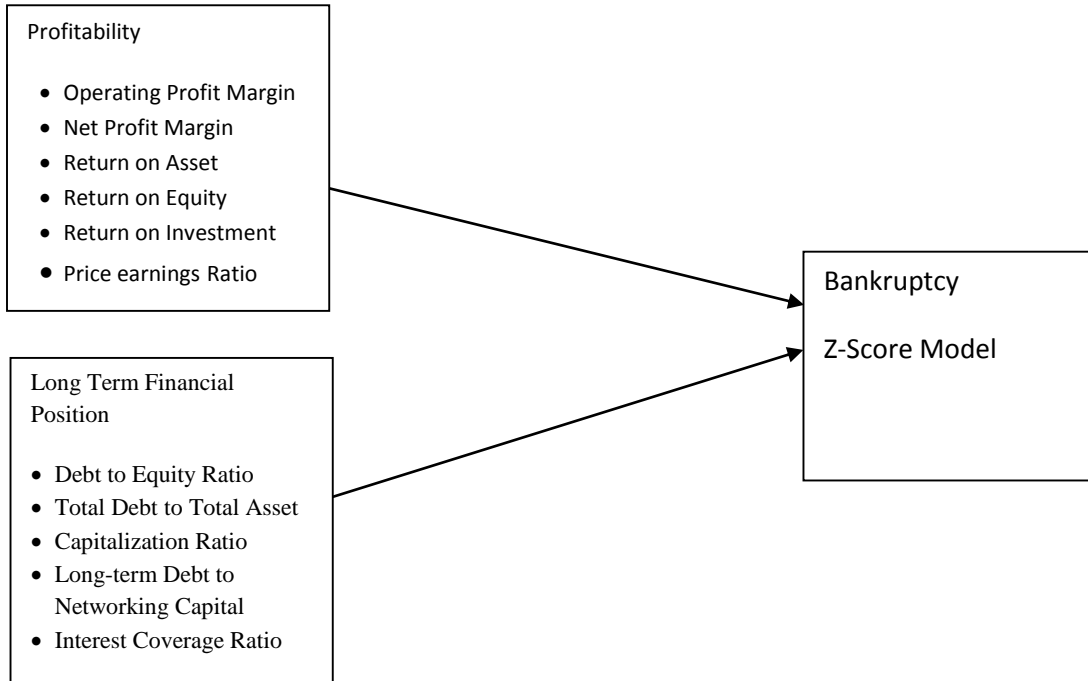 Profitability
• Operating Profit Margin
• Net Profit Margin
• Return on Asset
• Return on Equity
• Return on Investment
• Price earnings Ratio
Bankruptcy
Z-Score Model
Long Term Financial
Position
• Debt to Equity Ratio
• Total Debt to Total Asset
• Capitalization Ratio
• Long-term Debt to
Networking Capital
• Interest Coverage Ratio